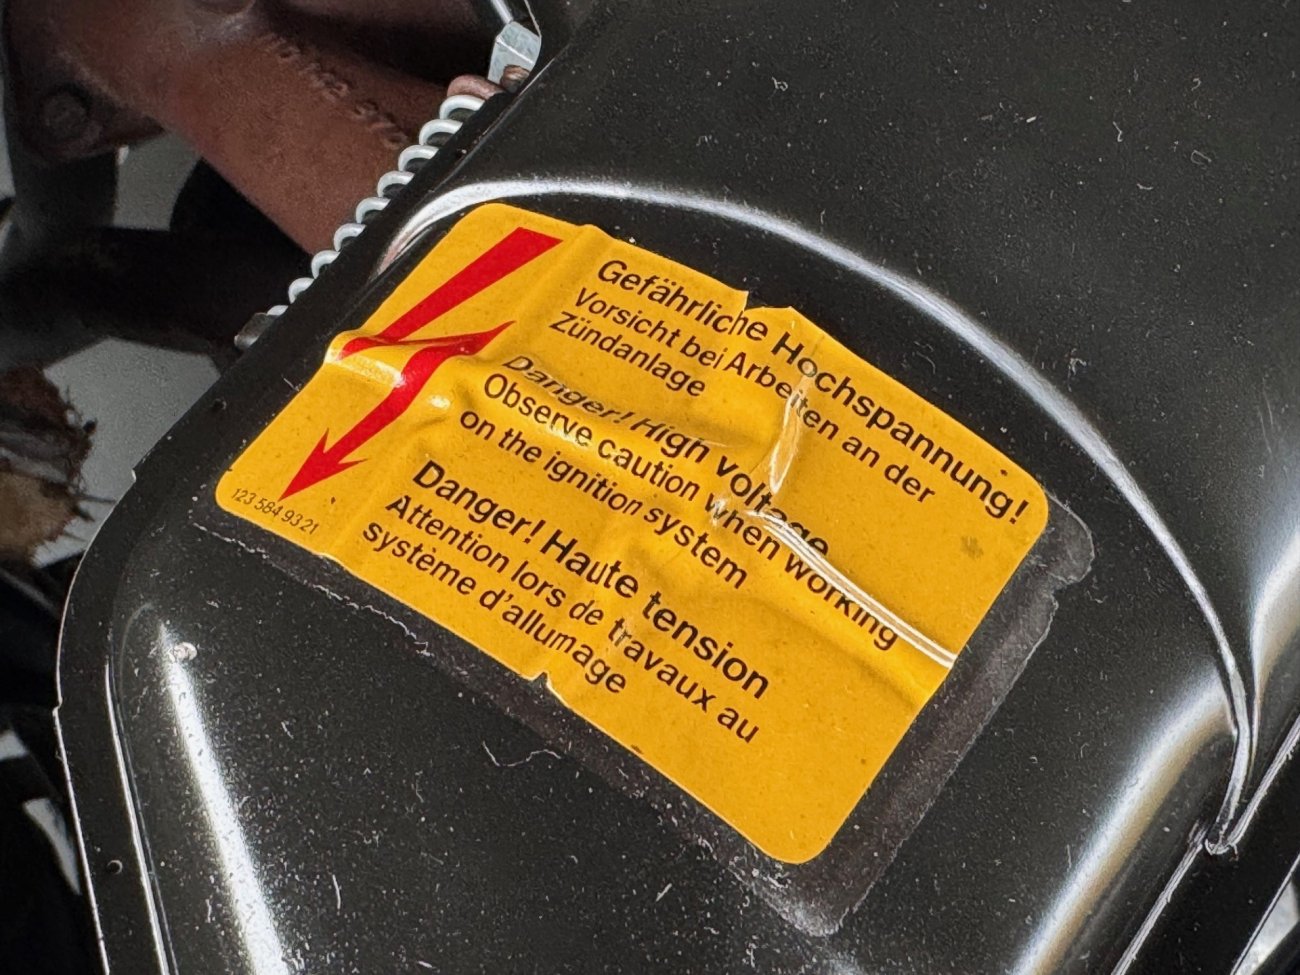 Gefährliche Hochspannung!
Vorsicht bei Arbeiten an der
Zündanlage
Danger! High voltage
Observe caution when working
on the ignition system
Danger! Haute tension
Attention lors de travaux au
système d'allumage
123 584 93 21